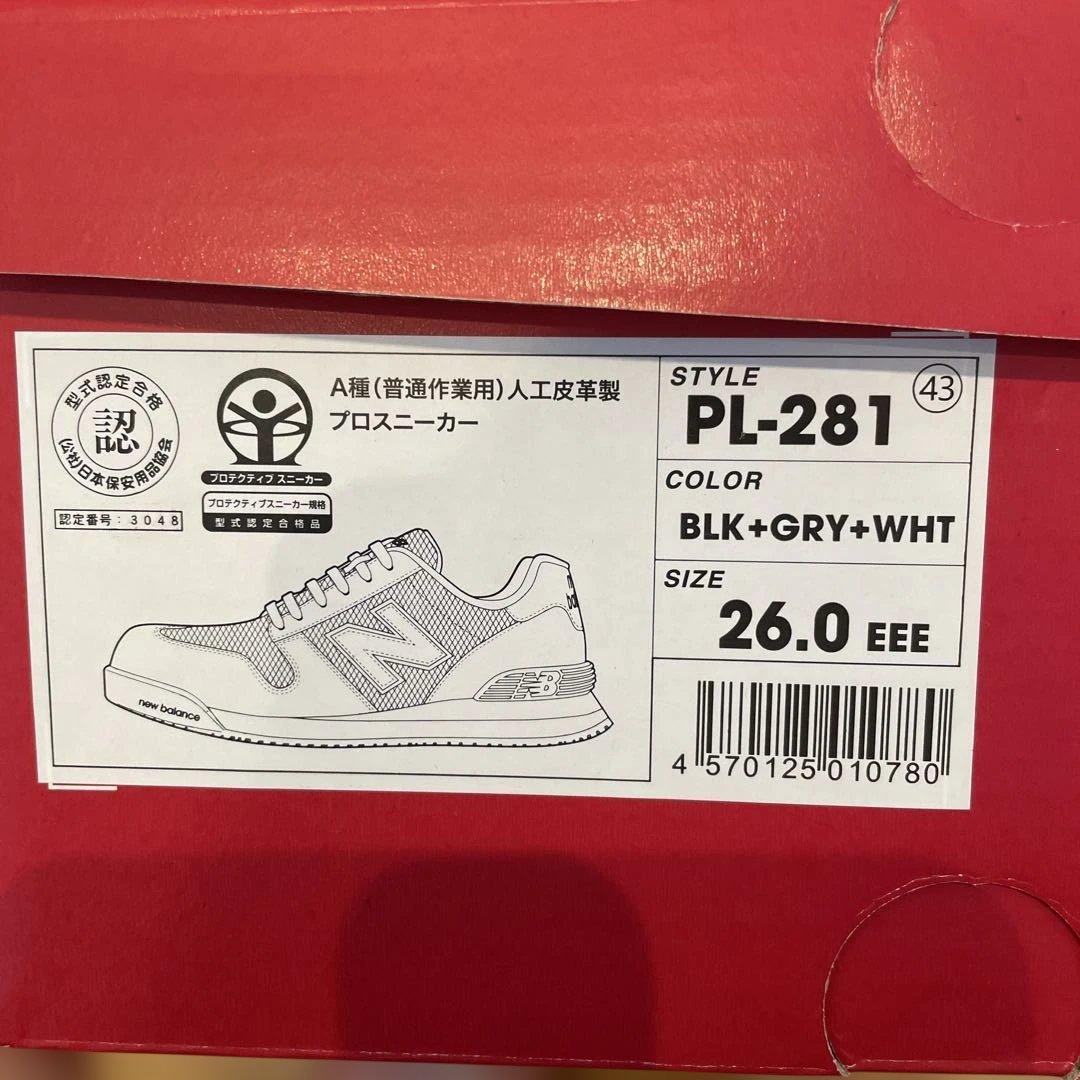 型式認定合格
認
(公社)日本保安用品協会
認定番号:3048
プロテクティブ スニーカー
プロテクティブスニーカー規格
型式認定合格品
A種(普通作業用)人工皮革製
プロスニーカー
N
new balance
NB
STYLE
43
PL-281
COLOR
BLK+GRY+WHT
SIZE
26.0 EEE
4 570125 010780